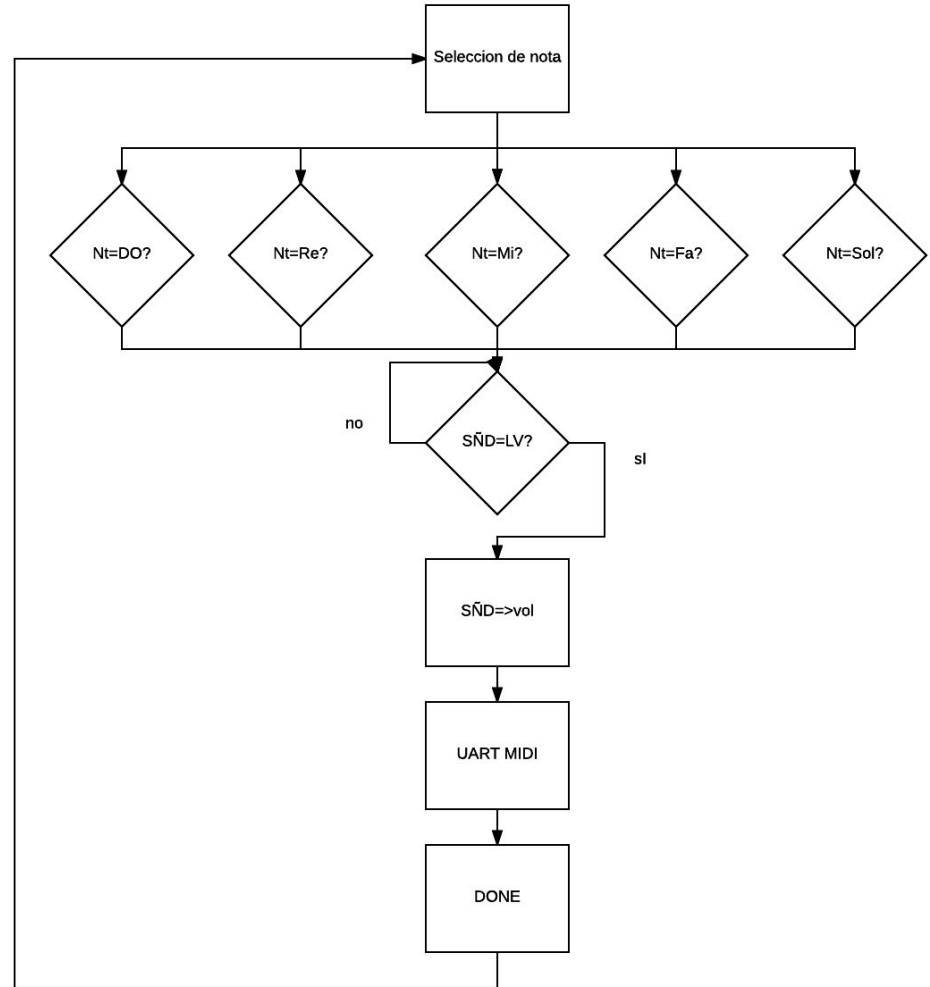 Seleccion de nota
Nt=DO?
Nt=Re?
Nt=Mi?
Nt=Fa?
Nt=Sol?
no
SÑD=LV?
sI
SÑD=>vol
UART MIDI
DONE